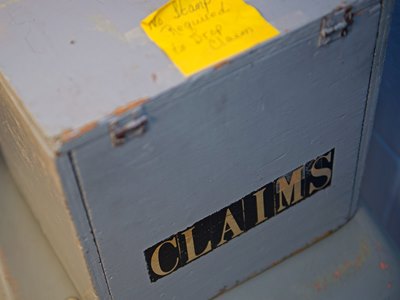 No Stamp
Required
to Drop
Claim
CLAIMS